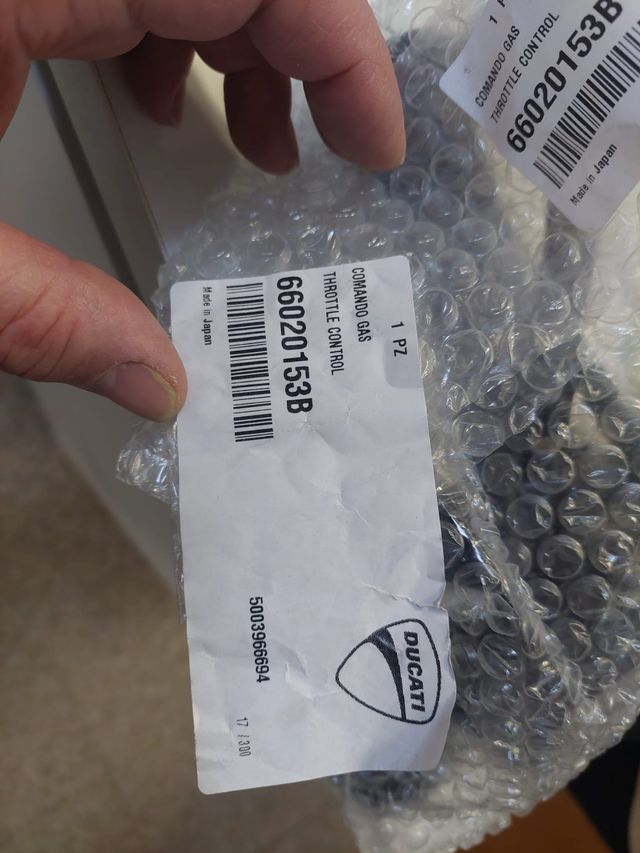 1 PZ
COMANDO GAS
THROTTLE CONTROL
66020153B
Made in Japan
DUCATI
5003966694
17 / 300
1 P
COMANDO GAS
THROTTLE CONTROL
66020153B
Made in Japan